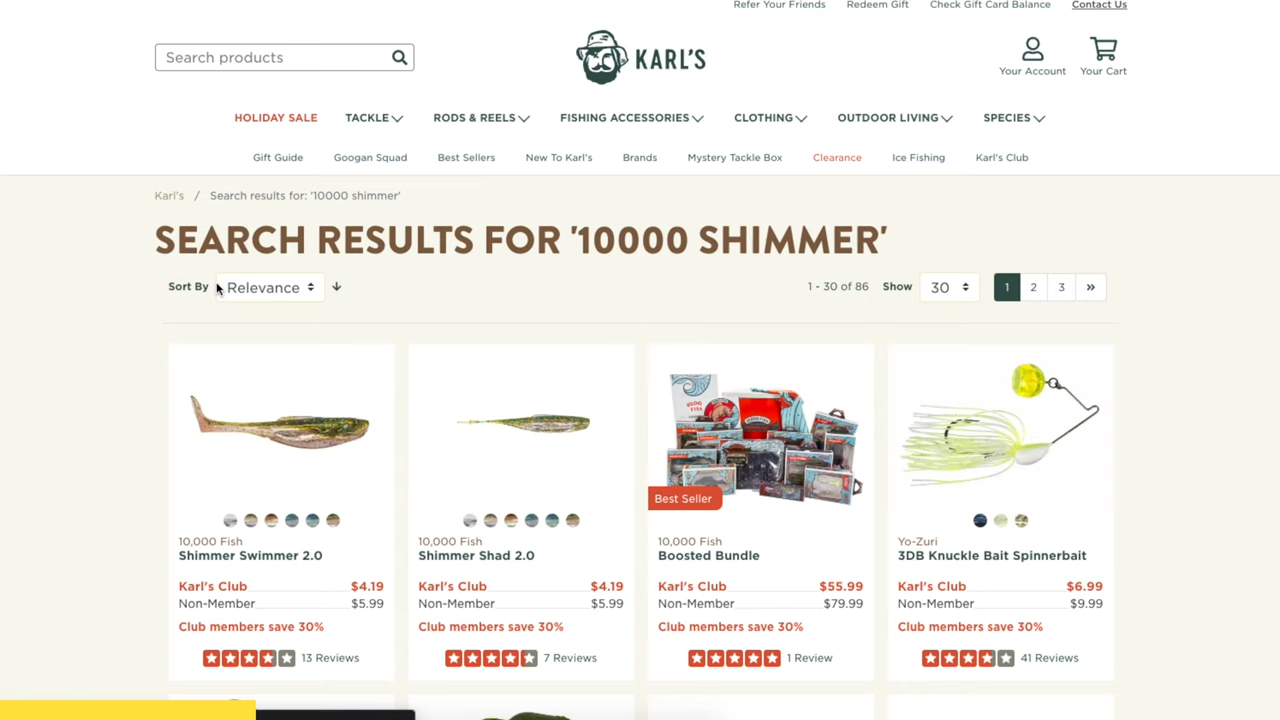 Refer Your Friends Redeem Gift Check Gift Card Balance Contact Us
Search products
KARL'S
Your Account Your Cart
HOLIDAY SALE TACKLE RODS & REELS FISHING ACCESSORIES CLOTHING OUTDOOR LIVING SPECIES
Gift Guide Googan Squad Best Sellers New To Karl's Brands Mystery Tackle Box Clearance Ice Fishing Karl's Club
Karl's / Search results for: '10000 shimmer'
SEARCH RESULTS FOR '10000 SHIMMER'
Sort By Relevance 1 - 30 of 86 Show 30 1 2 3 »
Best Seller
10,000 Fish
Shimmer Swimmer 2.0
Karl's Club $4.19
Non-Member $5.99
Club members save 30%
13 Reviews
10,000 Fish
Shimmer Shad 2.0
Karl's Club $4.19
Non-Member $5.99
Club members save 30%
7 Reviews
10,000 Fish
Boosted Bundle
Karl's Club $55.99
Non-Member $79.99
Club members save 30%
1 Review
Yo-Zuri
3DB Knuckle Bait Spinnerbait
Karl's Club $6.99
Non-Member $9.99
Club members save 30%
41 Reviews